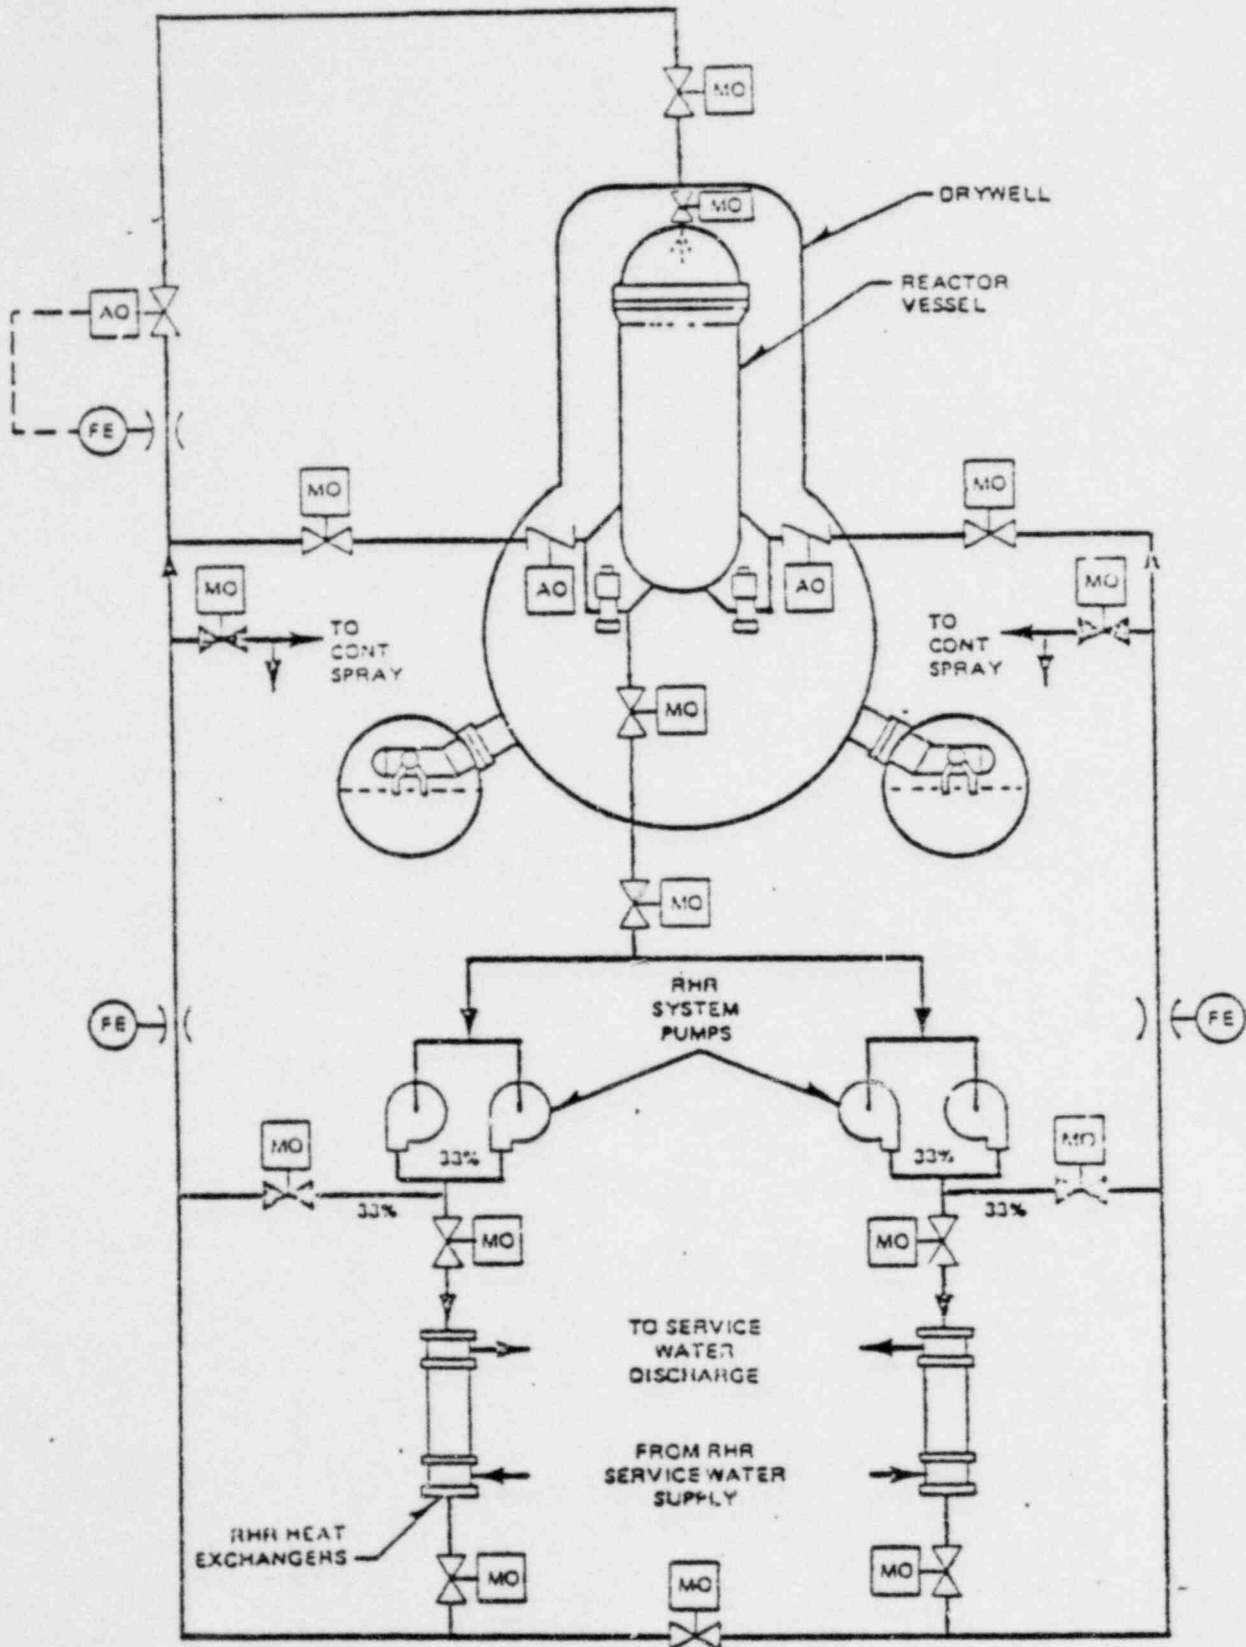 MO
MO
DRYWELL
REACTOR
VESSEL
AO
FE
MO
MO
AO
AO
MO
MO
TO
CONT
SPRAY
TO
CONT
SPRAY
MO
MO
RHR
SYSTEM
PUMPS
FE
FE
MO
33%
33%
MO
33%
33%
MO
MO
TO SERVICE
WATER
DISCHARGE
FROM RHR
SERVICE WATER
SUPPLY
RHR HEAT
EXCHANGERS
MO
MO
MO